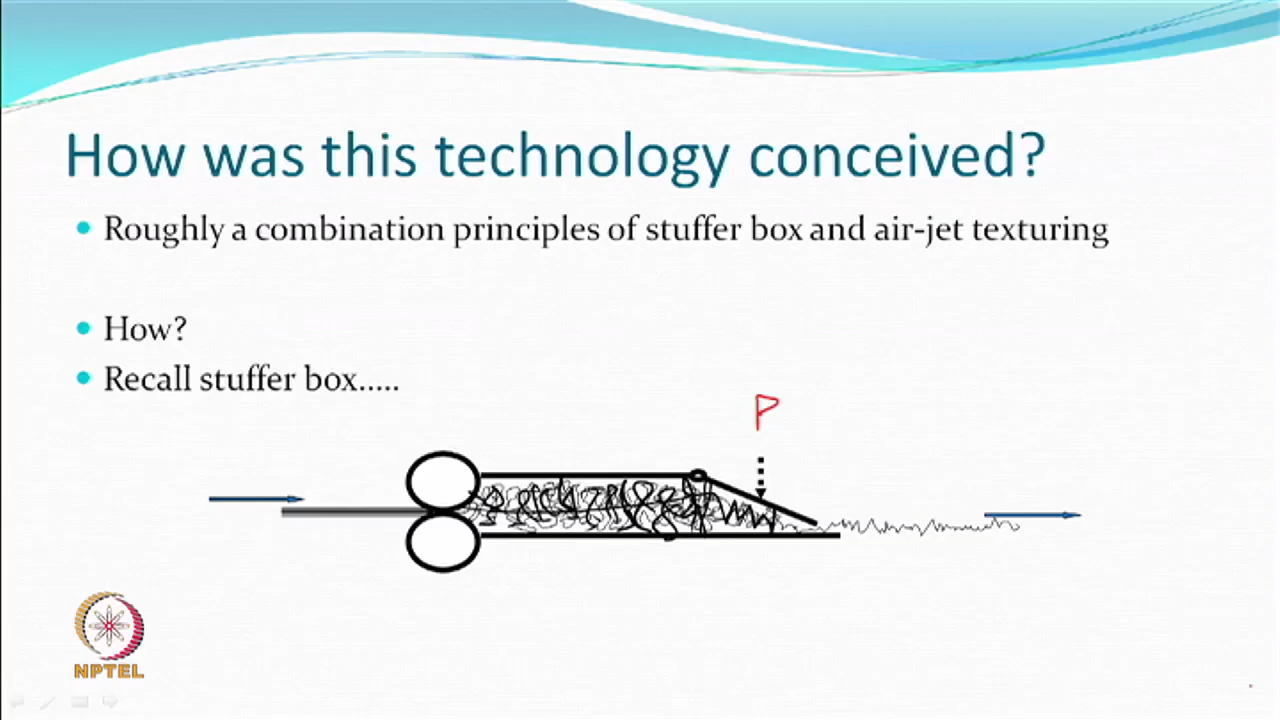 How was this technology conceived?
Roughly a combination principles of stuffer box and air-jet texturing
How?
Recall stuffer box.....
P
NPTEL